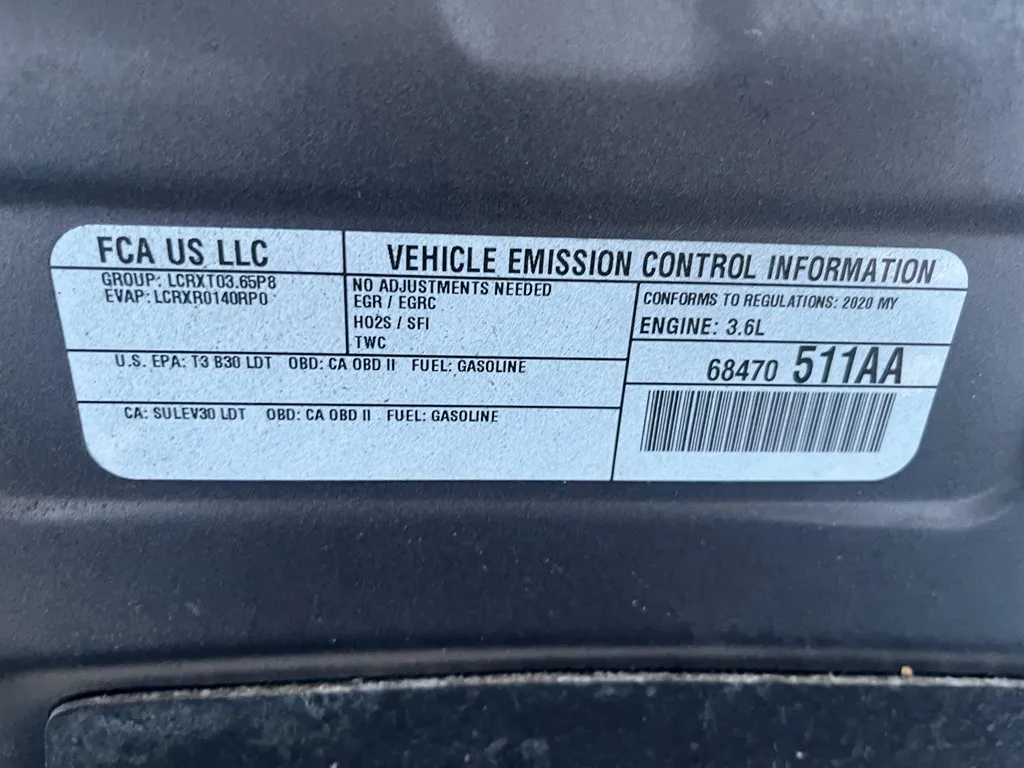 FCA US LLC
GROUP: LCRXT03.65P8
EVAP: LCRXR0140RP0
VEHICLE EMISSION CONTROL INFORMATION
NO ADJUSTMENTS NEEDED
EGR / EGRC
HO2S / SFI
TWC
CONFORMS TO REGULATIONS: 2020 MY
ENGINE: 3.6L
U.S. EPA: T3 B30 LDT OBD: CA OBD II FUEL: GASOLINE
68470 511AA
CA: SULEV30 LDT OBD: CA OBD II FUEL: GASOLINE